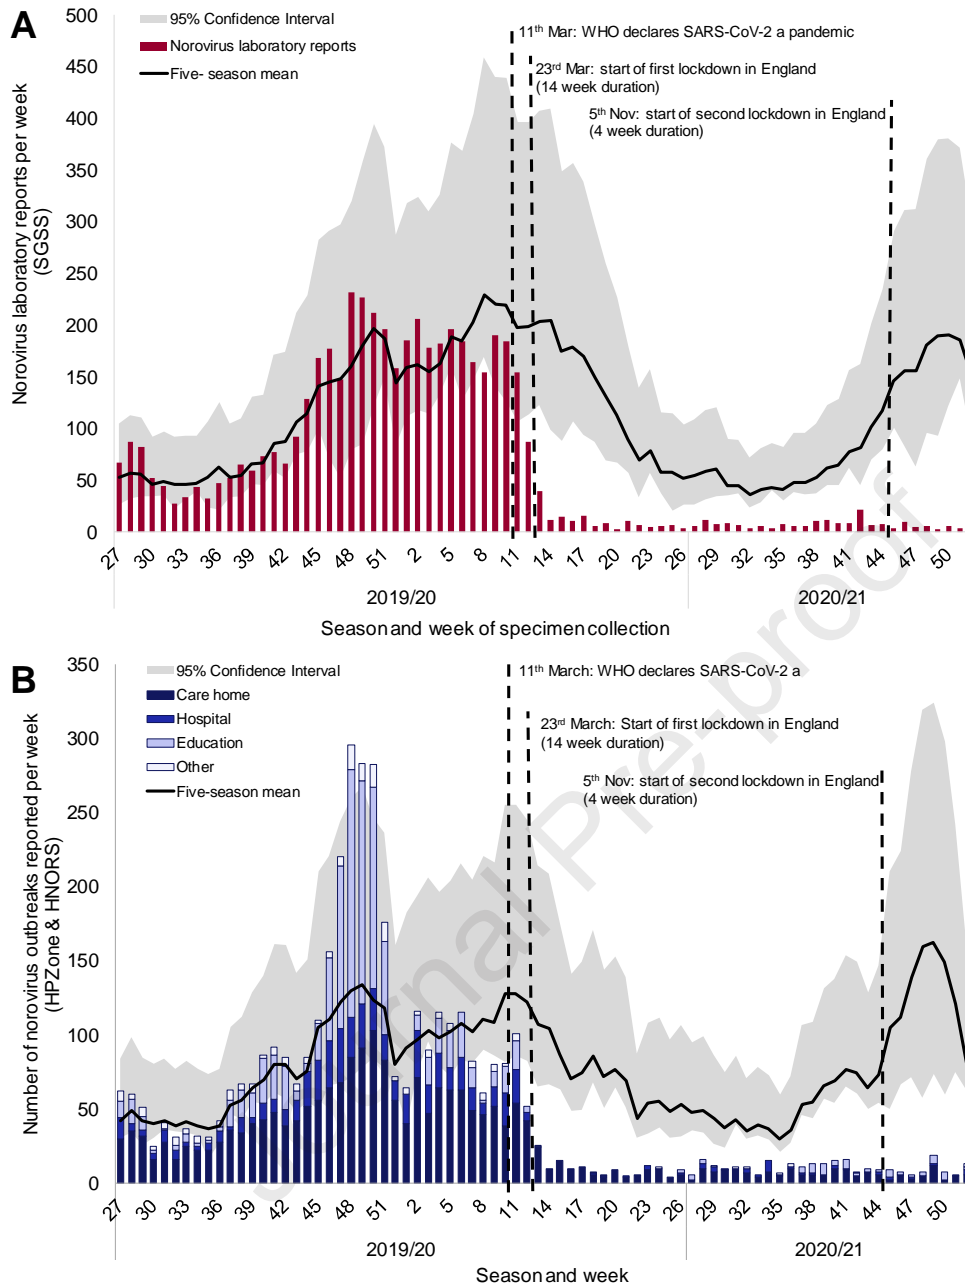 A
95% Confidence Interval
Norovirus laboratory reports
Five- season mean
11th Mar: WHO declares SARS-CoV-2 a pandemic
23rd Mar: start of first lockdown in England
(14 week duration)
5th Nov: start of second lockdown in England
(4 week duration)
Norovirus laboratory reports per week
(SGSS)
500
450
400
350
300
250
200
150
100
50
0
27 30 33 36 39 42 45 48 51 2 5 8 11 14 17 20 23 26 29 32 35 38 41 44 47 50
2019/20 2020/21
Season and week of specimen collection
B
95% Confidence Interval
Care home
Hospital
Education
Other
Five-season mean
11th March: WHO declares SARS-CoV-2 a
23rd March: Start of first lockdown in England
(14 week duration)
5th Nov: start of second lockdown in England
(4 week duration)
Number of norovirus outbreaks reported per week
(HPZone & HNORS)
350
300
250
200
150
100
50
0
27 30 33 36 39 42 45 48 51 2 5 8 11 14 17 20 23 26 29 32 35 38 41 44 47 50
2019/20 2020/21
Season and week
Journal Pre-proof